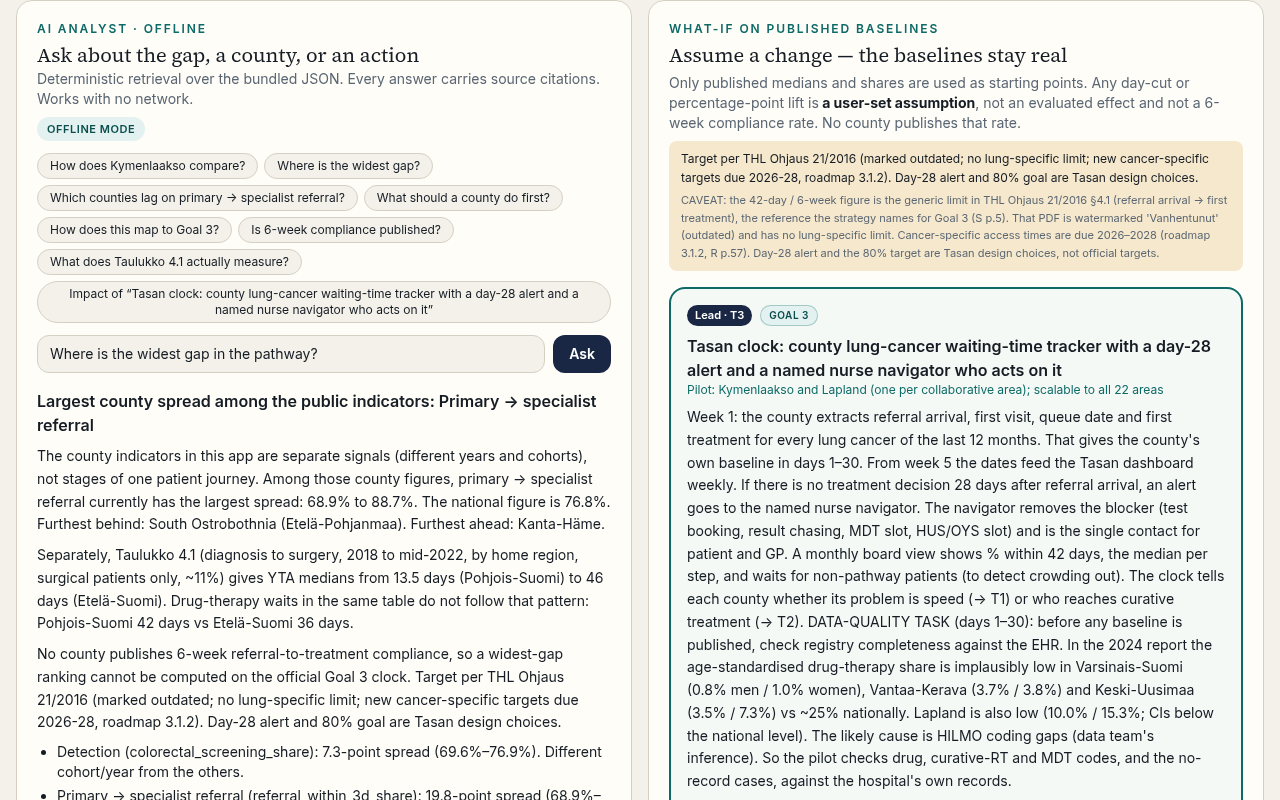 AI ANALYST · OFFLINE
Ask about the gap, a county, or an action
Deterministic retrieval over the bundled JSON. Every answer carries source citations.
Works with no network.
OFFLINE MODE
How does Kymenlaakso compare?
Where is the widest gap?
Which counties lag on primary → specialist referral?
What should a county do first?
How does this map to Goal 3?
Is 6-week compliance published?
What does Taulukko 4.1 actually measure?
Impact of “Tasan clock: county lung-cancer waiting-time tracker with a day-28 alert and a
named nurse navigator who acts on it”
Where is the widest gap in the pathway?
Ask
Largest county spread among the public indicators: Primary → specialist
referral
The county indicators in this app are separate signals (different years and cohorts),
not stages of one patient journey. Among those county figures, primary → specialist
referral currently has the largest spread: 68.9% to 88.7%. The national figure is 76.8%.
Furthest behind: South Ostrobothnia (Etelä-Pohjanmaa). Furthest ahead: Kanta-Häme.
Separately, Taulukko 4.1 (diagnosis to surgery, 2018 to mid-2022, by home region,
surgical patients only, ~11%) gives YTA medians from 13.5 days (Pohjois-Suomi) to 46
days (Etelä-Suomi). Drug-therapy waits in the same table do not follow that pattern:
Pohjois-Suomi 42 days vs Etelä-Suomi 36 days.
No county publishes 6-week referral-to-treatment compliance, so a widest-gap
ranking cannot be computed on the official Goal 3 clock. Target per THL Ohjaus
21/2016 (marked outdated; no lung-specific limit; new cancer-specific targets due
2026-28, roadmap 3.1.2). Day-28 alert and 80% goal are Tasan design choices.
• Detection (colorectal_screening_share): 7.3-point spread (69.6%–76.9%). Different
cohort/year from the others.
• Primary → specialist referral (referral_within_3d_share): 19.8-point spread (68.9%–
WHAT-IF ON PUBLISHED BASELINES
Assume a change — the baselines stay real
Only published medians and shares are used as starting points. Any day-cut or
percentage-point lift is a user-set assumption, not an evaluated effect and not a 6-
week compliance rate. No county publishes that rate.
Target per THL Ohjaus 21/2016 (marked outdated; no lung-specific limit; new cancer-specific
targets due 2026-28, roadmap 3.1.2). Day-28 alert and 80% goal are Tasan design choices.
CAVEAT: the 42-day / 6-week figure is the generic limit in THL Ohjaus 21/2016 §4.1 (referral arrival → first
treatment), the reference the strategy names for Goal 3 (S p.5). That PDF is watermarked 'Vanhentunut'
(outdated) and has no lung-specific limit. Cancer-specific access times are due 2026–2028 (roadmap
3.1.2, R p.57). Day-28 alert and the 80% target are Tasan design choices, not official targets.
Lead · T3
GOAL 3
Tasan clock: county lung-cancer waiting-time tracker with a day-28
alert and a named nurse navigator who acts on it
Pilot: Kymenlaakso and Lapland (one per collaborative area); scalable to all 22 areas
Week 1: the county extracts referral arrival, first visit, queue date and first
treatment for every lung cancer of the last 12 months. That gives the county's
own baseline in days 1–30. From week 5 the dates feed the Tasan dashboard
weekly. If there is no treatment decision 28 days after referral arrival, an alert
goes to the named nurse navigator. The navigator removes the blocker (test
booking, result chasing, MDT slot, HUS/OYS slot) and is the single contact for
patient and GP. A monthly board view shows % within 42 days, the median per
step, and waits for non-pathway patients (to detect crowding out). The clock tells
each county whether its problem is speed (→ T1) or who reaches curative
treatment (→ T2). DATA-QUALITY TASK (days 1–30): before any baseline is
published, check registry completeness against the EHR. In the 2024 report the
age-standardised drug-therapy share is implausibly low in Varsinais-Suomi
(0.8% men / 1.0% women), Vantaa-Kerava (3.7% / 3.8%) and Keski-Uusimaa
(3.5% / 7.3%) vs ~25% nationally. Lapland is also low (10.0% / 15.3%; CIs below
the national level). The likely cause is HILMO coding gaps (data team's
inference). So the pilot checks drug, curative-RT and MDT codes, and the no-
record cases, against the hospital's own records.